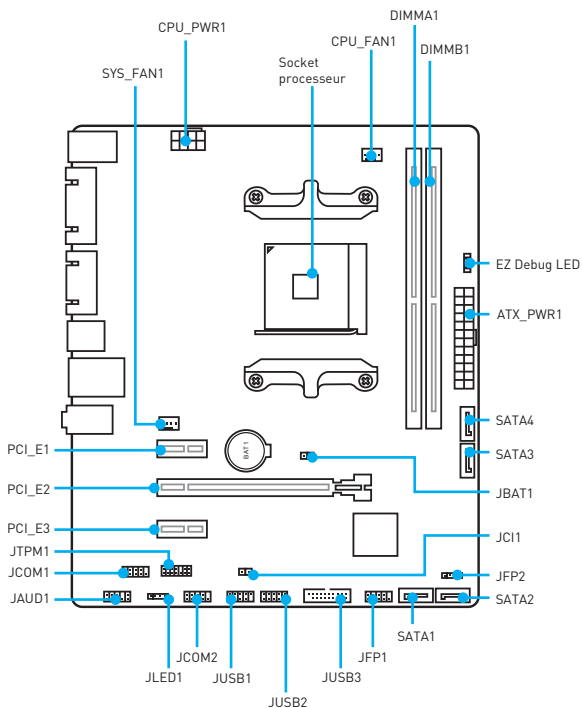 DIMMA1
CPU_PWR1
CPU_FAN1
DIMMB1
Socket
processeur
SYS_FAN1
EZ Debug LED
ATX_PWR1
SATA4
PCI_E1
BAT1
SATA3
PCI_E2
JBAT1
PCI_E3
JCI1
JTPM1
JCOM1
JFP2
JAUD1
SATA2
SATA1
JCOM2
JFP1
JLED1
JUSB1
JUSB3
JUSB2